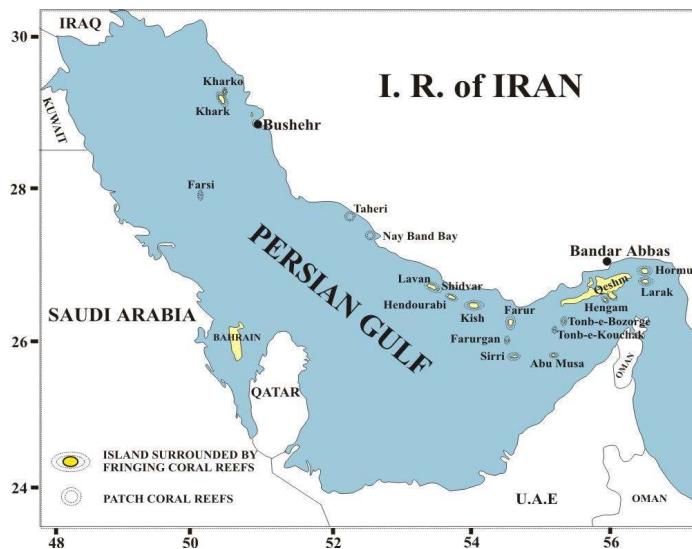 30
IRAQ
KUWAIT
Kharko
Khark
Bushehr
I. R. of IRAN
28
Farsi
Taheri
Nay Band Bay
PERSIAN GULF
Bandar Abbas
Lavan
Shidvar
Hendourabi
Kish
Farur
Qeshm
Hormu
Larak
Hengam
Tonb-e-Bozorge
Tonb-e-Kouchak
Farurgan
Sirri
Abu Musa
SAUDI ARABIA
BAHRAIN
26
QATAR
OMAN
ISLAND SURROUNDED BY
FRINGING CORAL REEFS
PATCH CORAL REEFS
24
U.A.E
OMAN
48
50
52
54
56